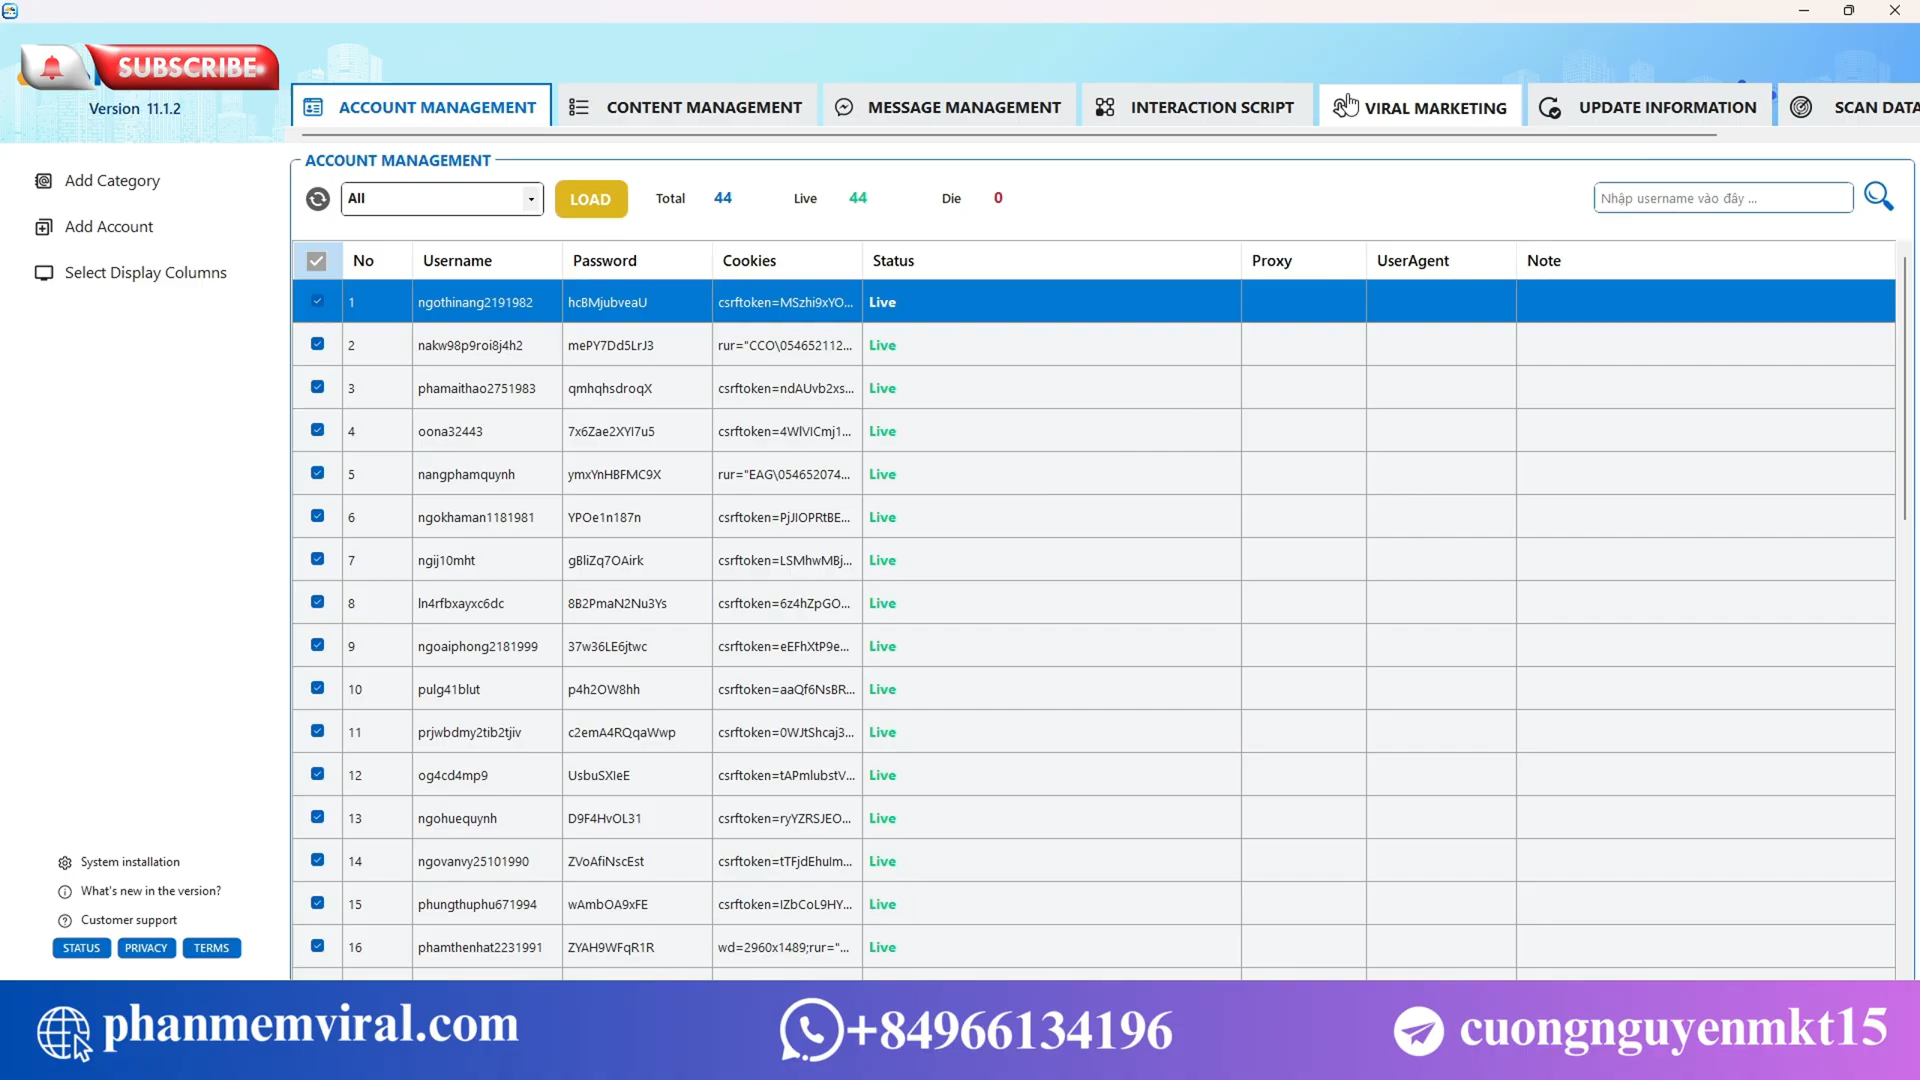 SUBSCRIBE
Version 11.1.2
ACCOUNT MANAGEMENT
CONTENT MANAGEMENT
MESSAGE MANAGEMENT
INTERACTION SCRIPT
VIRAL MARKETING
UPDATE INFORMATION
SCAN DATA
Add Category
Add Account
Select Display Columns
ACCOUNT MANAGEMENT
All
LOAD
Total 44 Live 44 Die 0
Nhập username vào đây ...
No Username Password Cookies Status Proxy UserAgent Note
1 ngothinang2191982 hcBMjubveaU csrftoken=MSzhi9xYO... Live
2 nakw98p9roi8j4h2 mePY7Dd5LrJ3 rur="CCO\054652112... Live
3 phamaithao2751983 qmhqhsdroqX csrftoken=ndAUvb2xs... Live
4 oona32443 7x6Zae2XYI7u5 csrftoken=4WlVICmj1... Live
5 nangphamquynh ymxYnHBFMC9X rur="EAG\054652074... Live
6 ngokhaman1181981 YPOe1n187n csrftoken=PjJIOPRtBE... Live
7 ngij10mht gBliZq7OAirk csrftoken=LSMhwMBj... Live
8 ln4rfbxayxc6dc 8B2PmaN2Nu3Ys csrftoken=6z4hZpGO... Live
9 ngoaiphong2181999 37w36LE6jtwc csrftoken=eEFhXtP9e... Live
10 pulg41blut p4h2OW8hh csrftoken=aaQf6NsBR... Live
11 prjwbdmy2tib2tjiv c2emA4RQqaWwp csrftoken=0WJtShcaj3... Live
12 og4cd4mp9 UsbuSXIeE csrftoken=tAPmlubstV... Live
13 ngohuequynh D9F4HvOL31 csrftoken=ryYZRSJEO... Live
14 ngovanvy25101990 ZVoAfiNscEst csrftoken=tTFjdEhulm... Live
15 phungthuphu671994 wAmbOA9xFE csrftoken=IZbCoL9HY... Live
16 phamthenhat2231991 ZYAH9WFqR1R wd=2960x1489;rur="... Live
System installation
What's new in the version?
Customer support
STATUS PRIVACY TERMS
phanmemviral.com
+84966134196
cuongnguyenmkt15